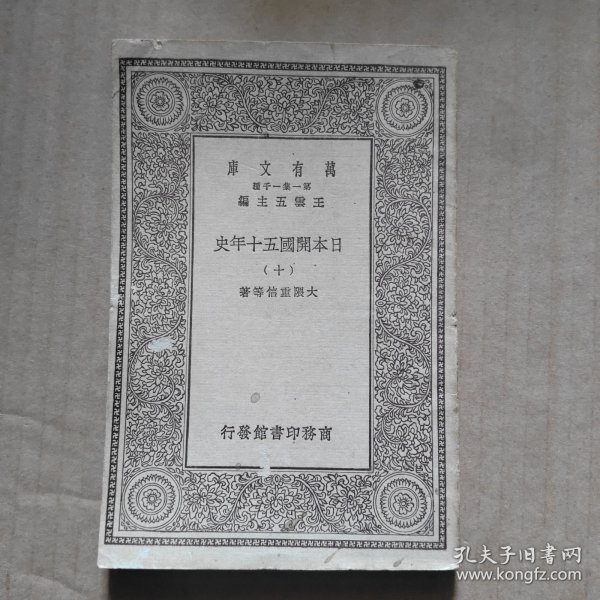 萬有文庫
第一集一千種
王雲五主編
日本開國五十年史
(十)
大隈重信等著
商務印書館發行
孔夫子旧书网
www.kongfz.com